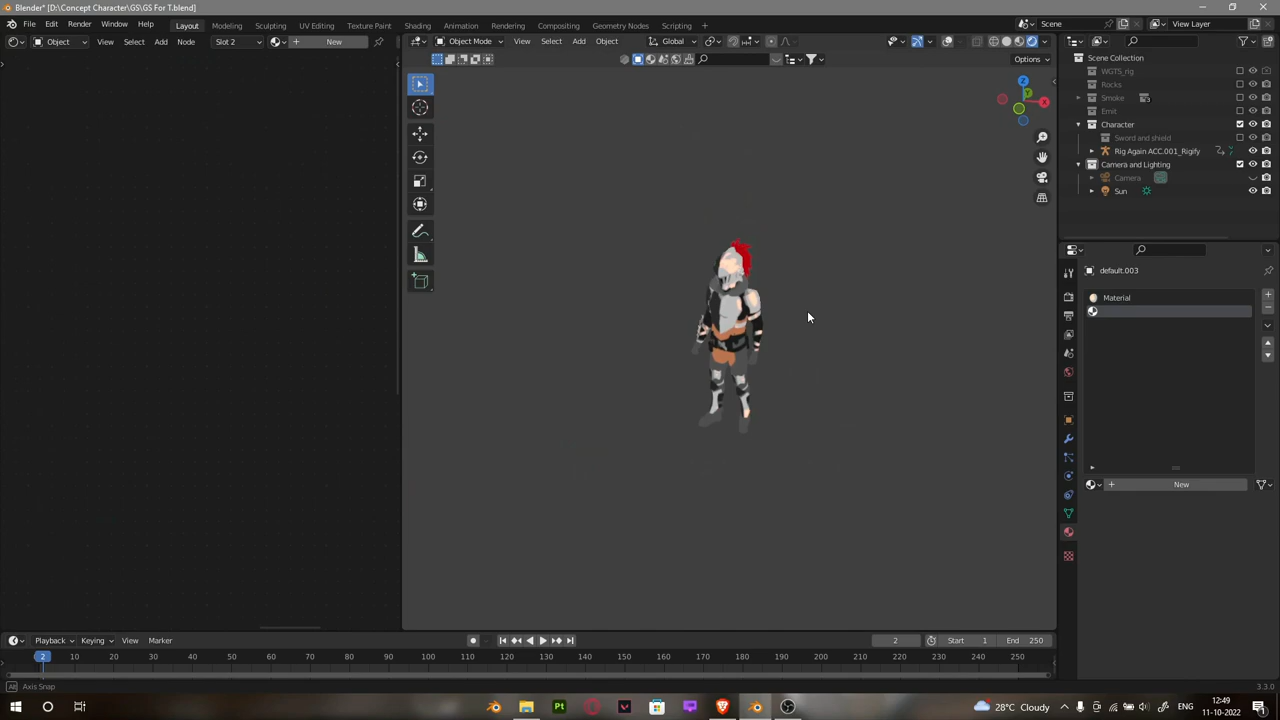 Blender* [D:\Concept Character\GS\GS For T.blend]
File Edit Render Window Help Layout Modeling Sculpting UV Editing Texture Paint Shading Animation Rendering Compositing Geometry Nodes Scripting + Scene View Layer
Object View Select Add Node Slot 2 New Object Mode View Select Add Object Global
Options
Scene Collection
WGTS_rig
Rocks
Smoke
Emit
Character
Sword and shield
Rig Again ACC.001_Rigify
Camera and Lighting
Camera
Sun
Z
Y
X
default.003
Material
New
Playback Keying View Marker 2 Start 1 End 250
2 10 20 30 40 50 60 70 80 90 100 110 120 130 140 150 160 170 180 190 200 210 220 230 240 250
Axis Snap 3.3.0
Pt 28°C Cloudy 12:49
11-10-2022